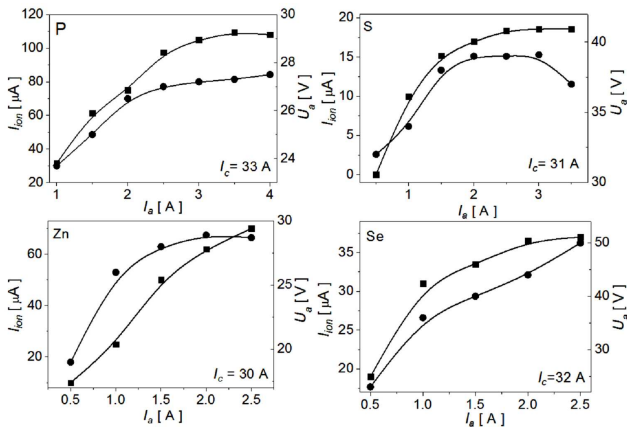 P
I_ion [ μA ]
120
100
80
60
40
20
30
28
26
24
U_a [ V ]
I_c = 33 A
1 2 3 4
I_a [ A ]
S
I_ion [ μA ]
20
15
10
5
0
40
35
30
U_a [ V ]
I_c = 31 A
1 2 3
I_a [ A ]
Zn
I_ion [ μA ]
60
40
20
30
25
20
U_a [ V ]
I_c = 30 A
0.5 1.0 1.5 2.0 2.5
I_a [ A ]
Se
I_ion [ μA ]
35
30
25
20
50
40
30
U_a [ V ]
I_c=32 A
0.5 1.0 1.5 2.0 2.5
I_a [ A ]